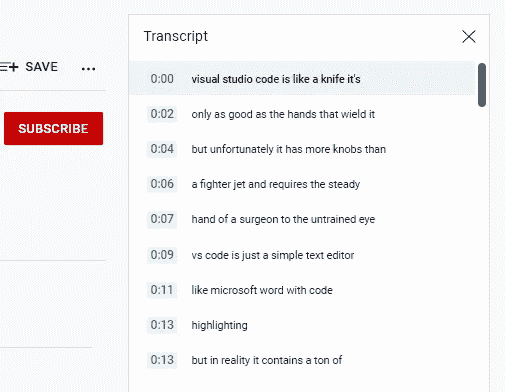 Transcript
SAVE
SUBSCRIBE
0:00 visual studio code is like a knife it's
0:02 only as good as the hands that wield it
0:04 but unfortunately it has more knobs than
0:06 a fighter jet and requires the steady
0:07 hand of a surgeon to the untrained eye
0:09 vs code is just a simple text editor
0:11 like microsoft word with code
0:13 highlighting
0:13 but in reality it contains a ton of